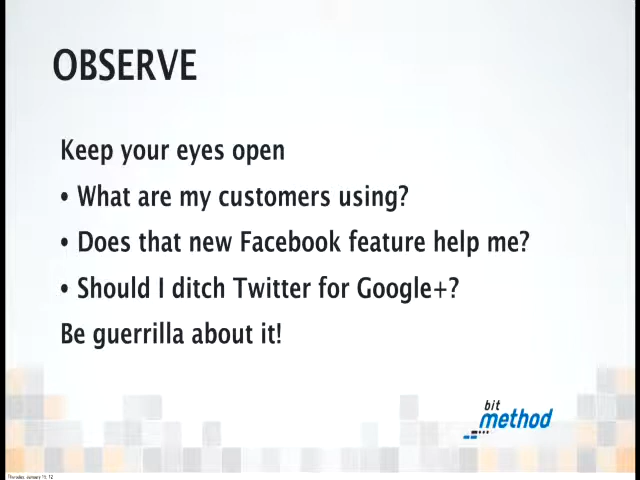 OBSERVE
Keep your eyes open
• What are my customers using?
• Does that new Facebook feature help me?
• Should I ditch Twitter for Google+?
Be guerrilla about it!
bit
method